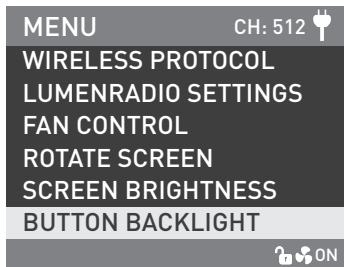 MENU CH: 512
WIRELESS PROTOCOL
LUMENRADIO SETTINGS
FAN CONTROL
ROTATE SCREEN
SCREEN BRIGHTNESS
BUTTON BACKLIGHT
ON